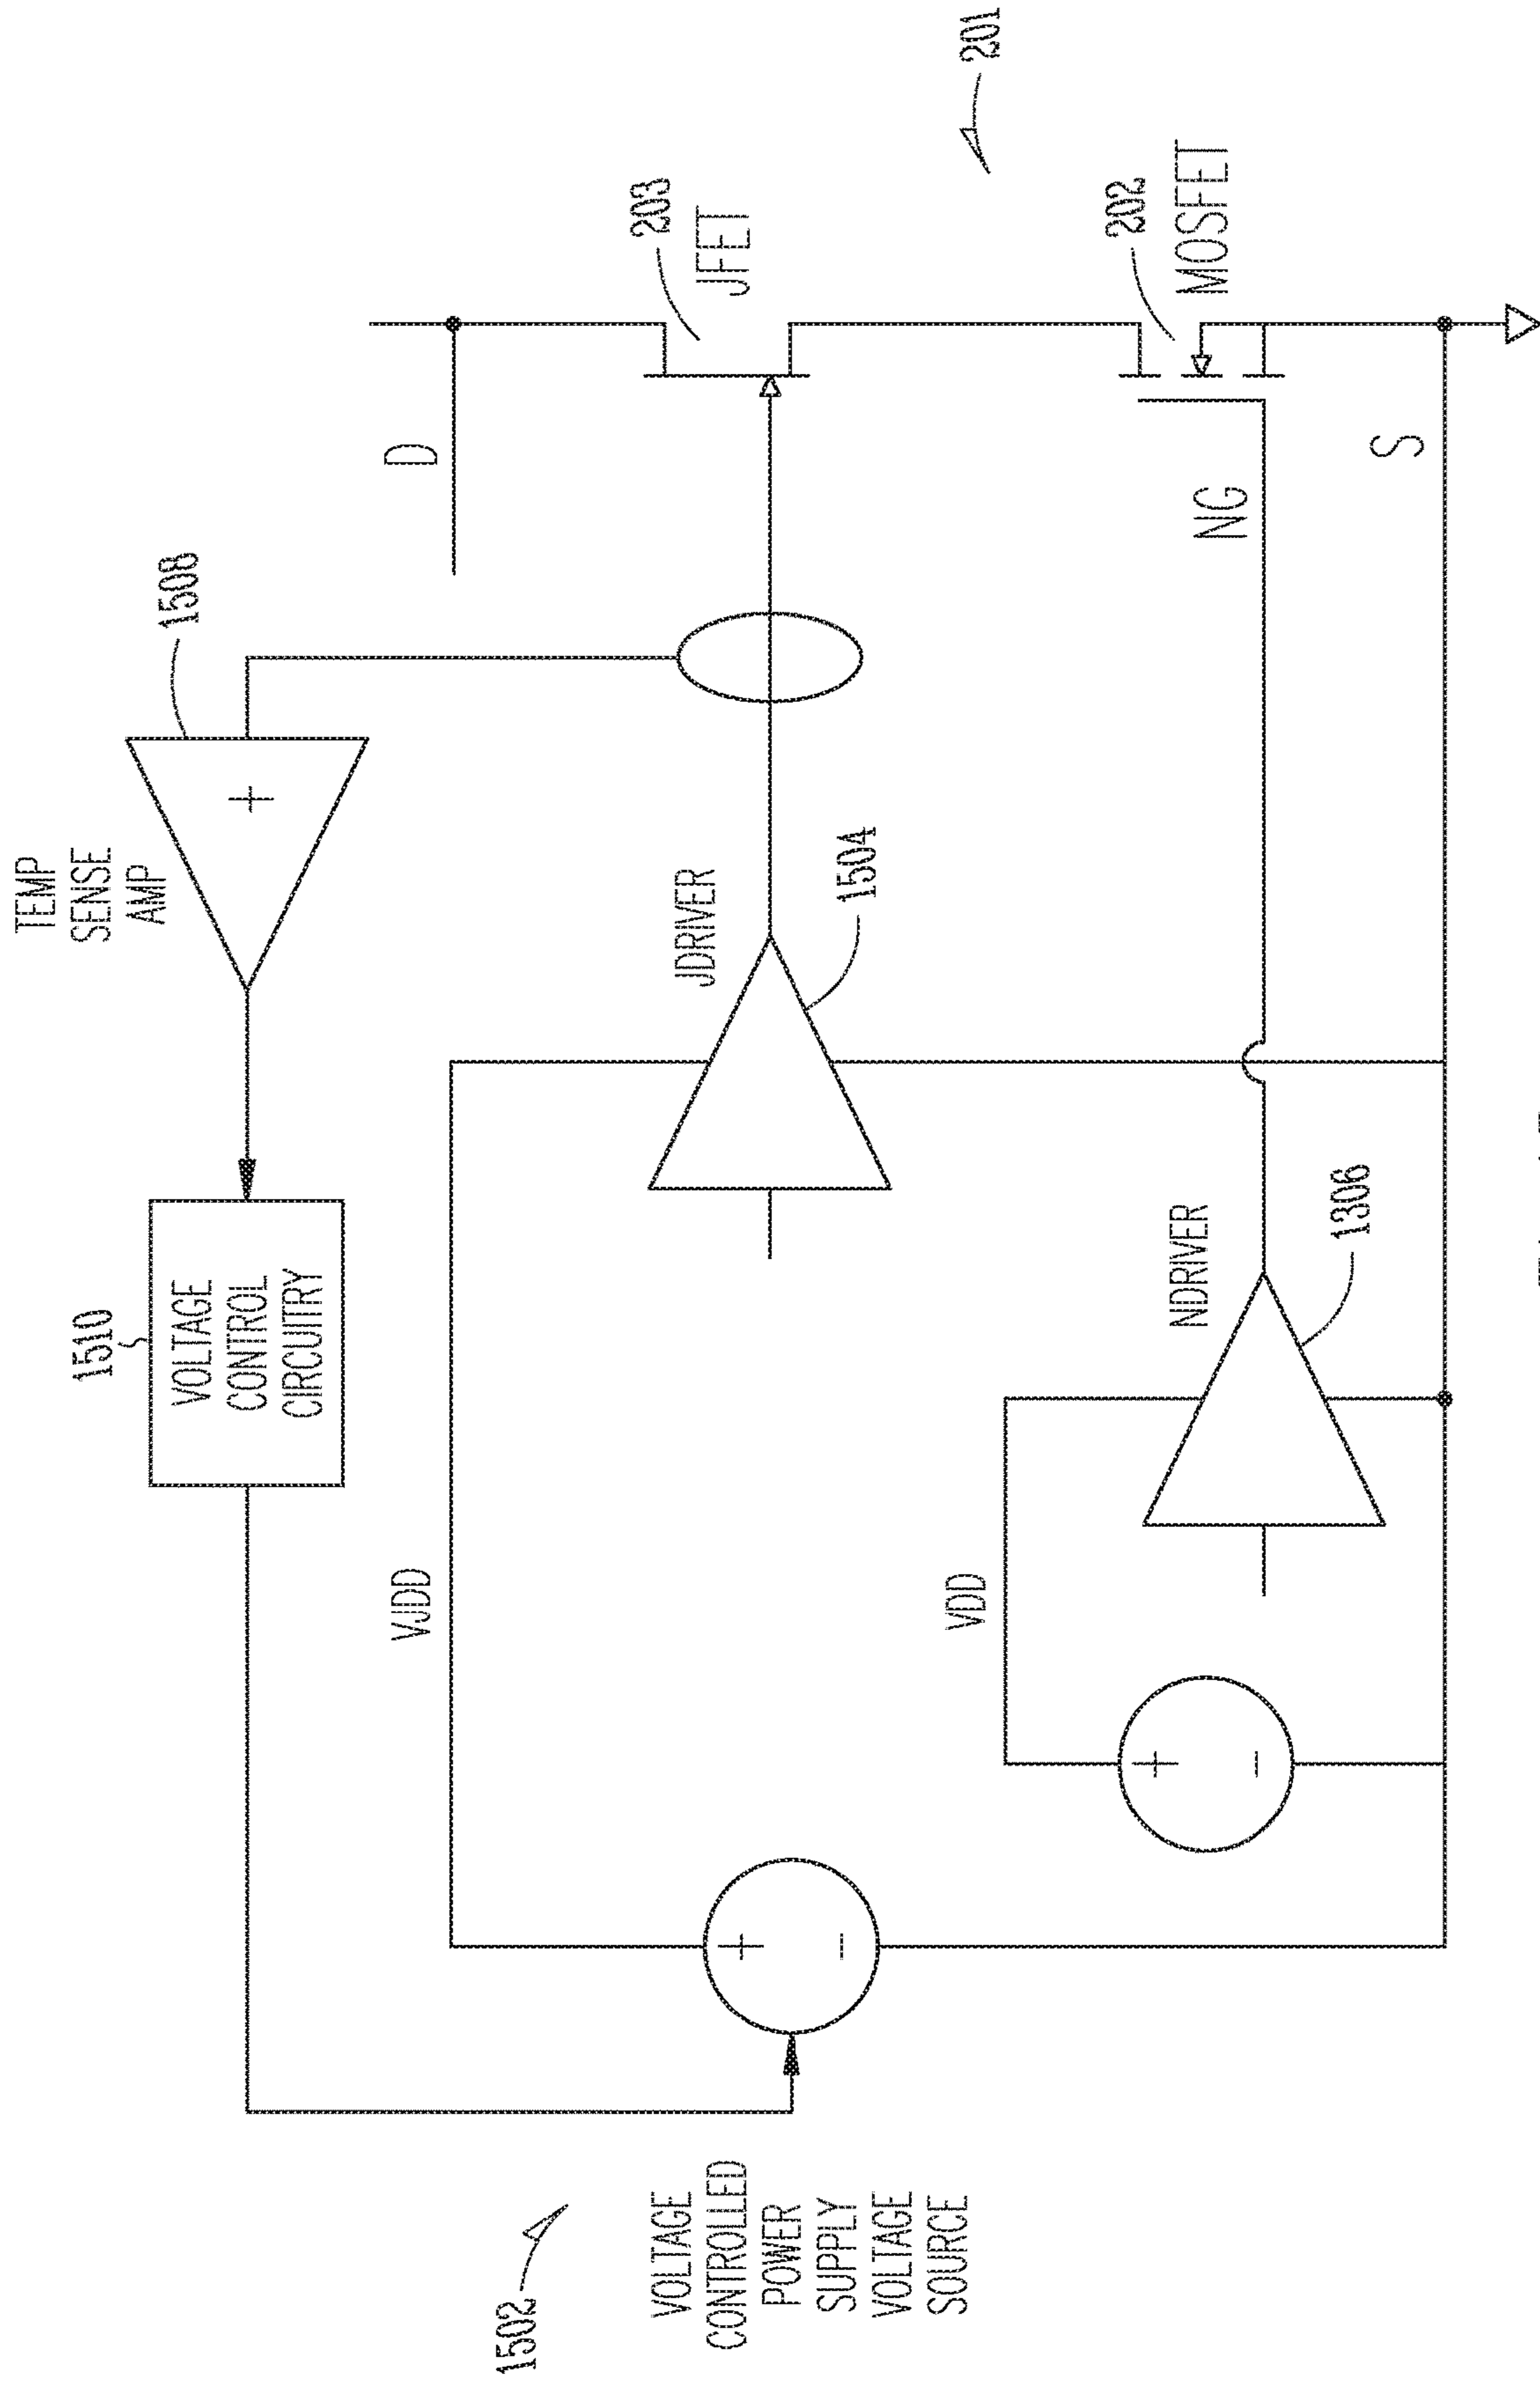 1510
VOLTAGE
CONTROL
CIRCUITRY
TEMP
SENSE
AMP
+
1508
VJDD
D
203
JFET
JDRIVER
1504
1502
VOLTAGE
CONTROLLED
POWER
SUPPLY
VOLTAGE
SOURCE
+
-
201
VDD
+
-
NDRIVER
1306
NG
202
MOSFET
S